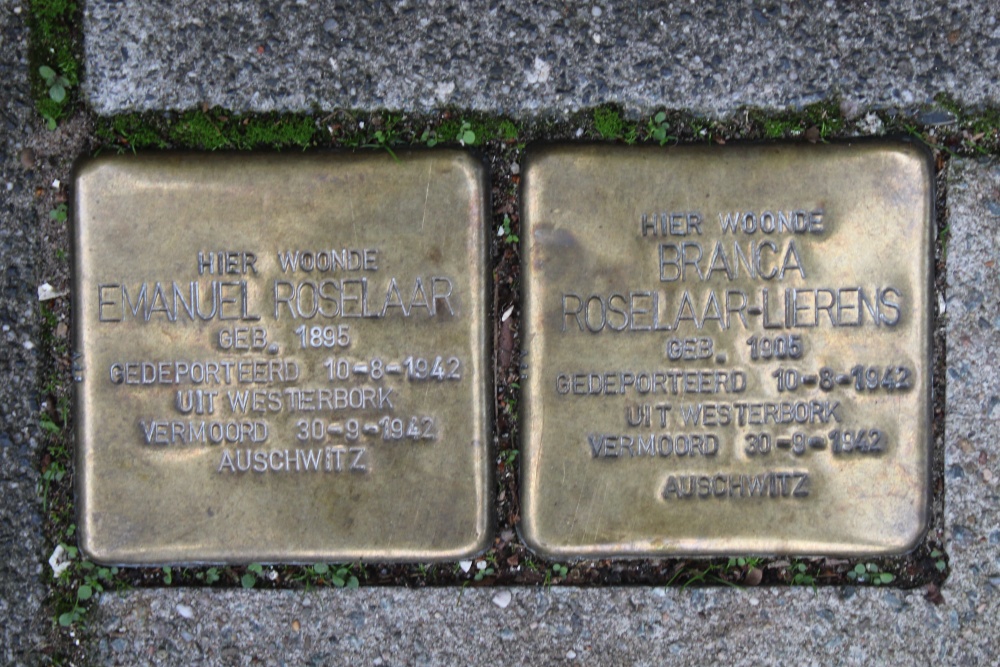 HIER WOONDE
EMANUEL ROSELAAR
GEB. 1895
GEDEPORTEERD 10-8-1942
UIT WESTERBORK
VERMOORD 30-9-1942
AUSCHWITZ
HIER WOONDE
BRANCA
ROSELAAR-LIERENS
GEB. 1905
GEDEPORTEERD 10-8-1942
UIT WESTERBORK
VERMOORD 30-9-1942
AUSCHWITZ